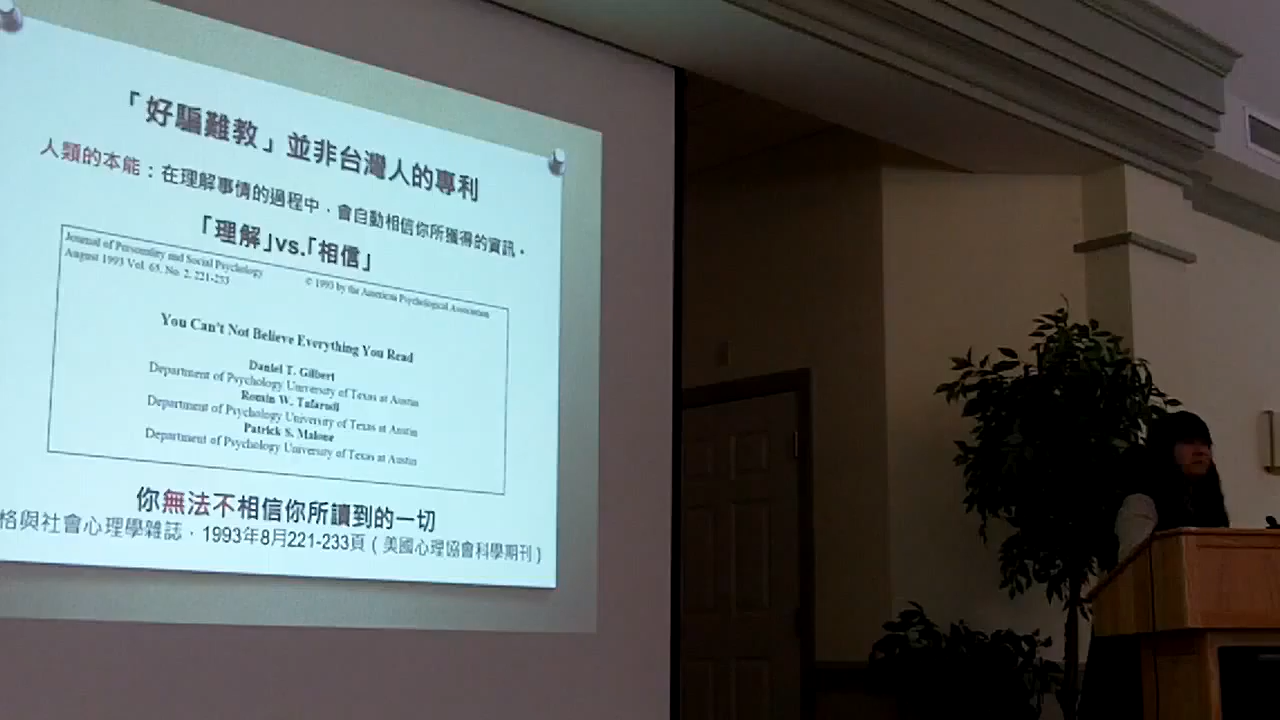 「好騙難教」並非台灣人的專利
人類的本能：在理解事情的過程中，會自動相信你所獲得的資訊。
「理解」vs.「相信」
Journal of Personality and Social Psychology
August 1993 Vol. 65, No. 2, 221-233
© 1993 by the American Psychological Association
You Can't Not Believe Everything You Read
Daniel T. Gilbert
Department of Psychology University of Texas at Austin
Romin W. Tafarodi
Department of Psychology University of Texas at Austin
Patrick S. Malone
Department of Psychology University of Texas at Austin
你無法不相信你所讀到的一切
格與社會心理學雜誌，1993年8月221-233頁（美國心理協會科學期刊）